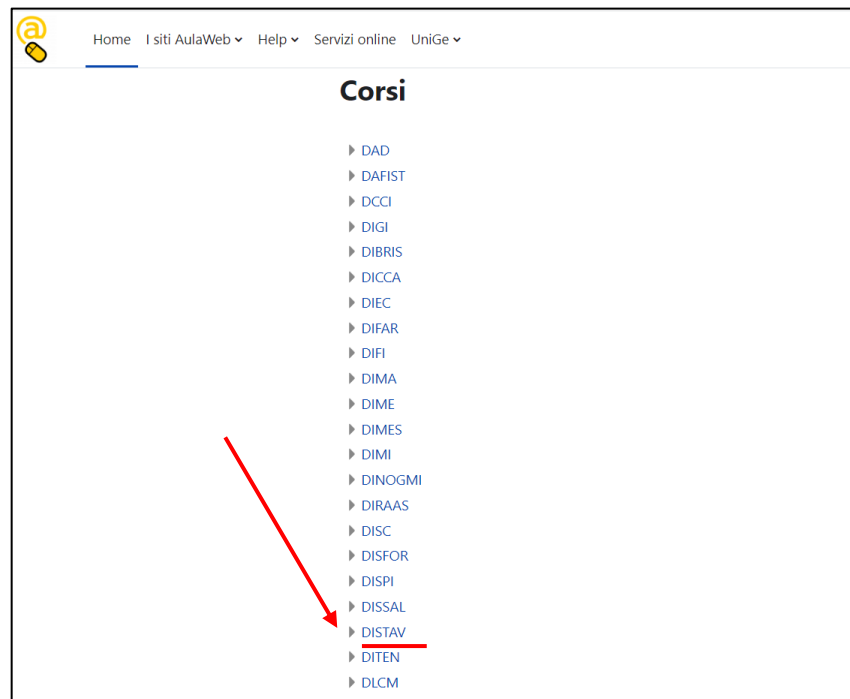 Home I siti AulaWeb Help Servizi online UniGe
Corsi
DAD
DAFIST
DCCI
DIGI
DIBRIS
DICCA
DIEC
DIFAR
DIFI
DIMA
DIME
DIMES
DIMI
DINOGMI
DIRAAS
DISC
DISFOR
DISPI
DISSAL
DISTAV
DITEN
DLCM